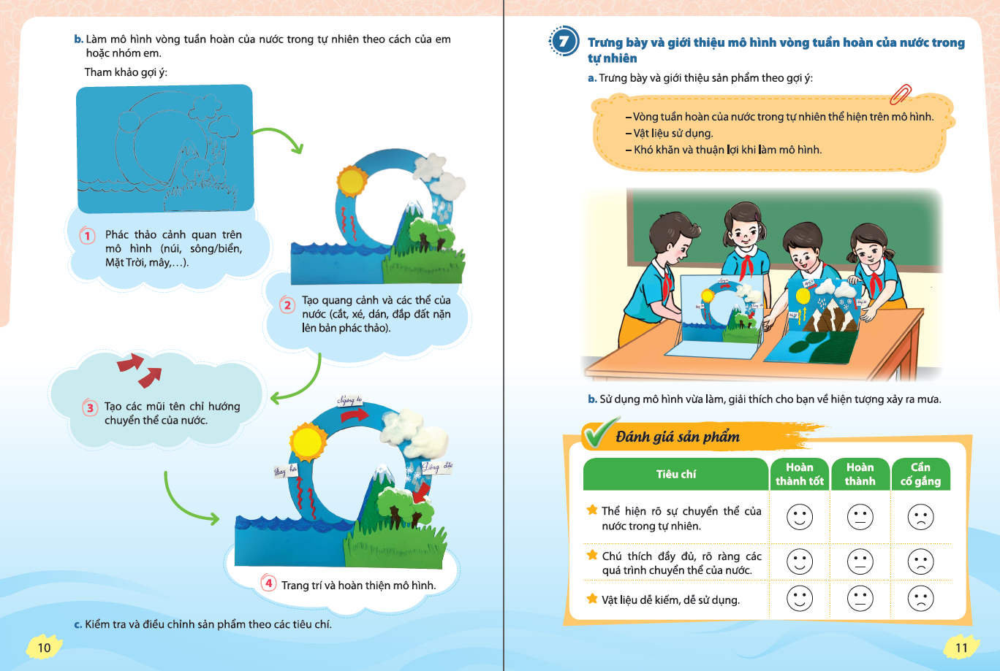 b. Làm mô hình vòng tuần hoàn của nước trong tự nhiên theo cách của em
hoặc nhóm em.
Tham khảo gợi ý:
1 Phác thảo cảnh quan trên
mô hình (núi, sông/biển,
Mặt Trời, mây,…).
2 Tạo quang cảnh và các thể của
nước (cắt, xé, dán, đắp đất nặn
lên bản phác thảo).
3 Tạo các mũi tên chỉ hướng
chuyển thể của nước.
Ngưng tụ
Bay hơi
Đông đặc
4 Trang trí và hoàn thiện mô hình.
c. Kiểm tra và điều chỉnh sản phẩm theo các tiêu chí.
10
7 Trưng bày và giới thiệu mô hình vòng tuần hoàn của nước trong
tự nhiên
a. Trưng bày và giới thiệu sản phẩm theo gợi ý:
– Vòng tuần hoàn của nước trong tự nhiên thể hiện trên mô hình.
– Vật liệu sử dụng.
– Khó khăn và thuận lợi khi làm mô hình.
b. Sử dụng mô hình vừa làm, giải thích cho bạn về hiện tượng xảy ra mưa.
Đánh giá sản phẩm
Tiêu chí
Hoàn
thành tốt
Hoàn
thành
Cần
cố gắng
Thể hiện rõ sự chuyển thể của
nước trong tự nhiên.
Chú thích đầy đủ, rõ ràng các
quá trình chuyển thể của nước.
Vật liệu dễ kiếm, dễ sử dụng.
11